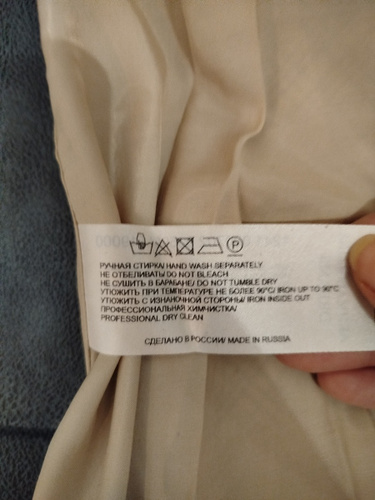 P
РУЧНАЯ СТИРКА/ HAND WASH SEPARATELY
НЕ ОТБЕЛИВАТЬ/ DO NOT BLEACH
НЕ СУШИТЬ В БАРАБАНЕ/ DO NOT TUMBLE DRY
УТЮЖИТЬ ПРИ ТЕМПЕРАТУРЕ НЕ БОЛЕЕ 90°C/ IRON UP TO 90°C
УТЮЖИТЬ С ИЗНАНОЧНОЙ СТОРОНЫ/ IRON INSIDE OUT
ПРОФЕССИОНАЛЬНАЯ ХИМЧИСТКА/
PROFESSIONAL DRY CLEAN
СДЕЛАНО В РОССИИ/ MADE IN RUSSIA